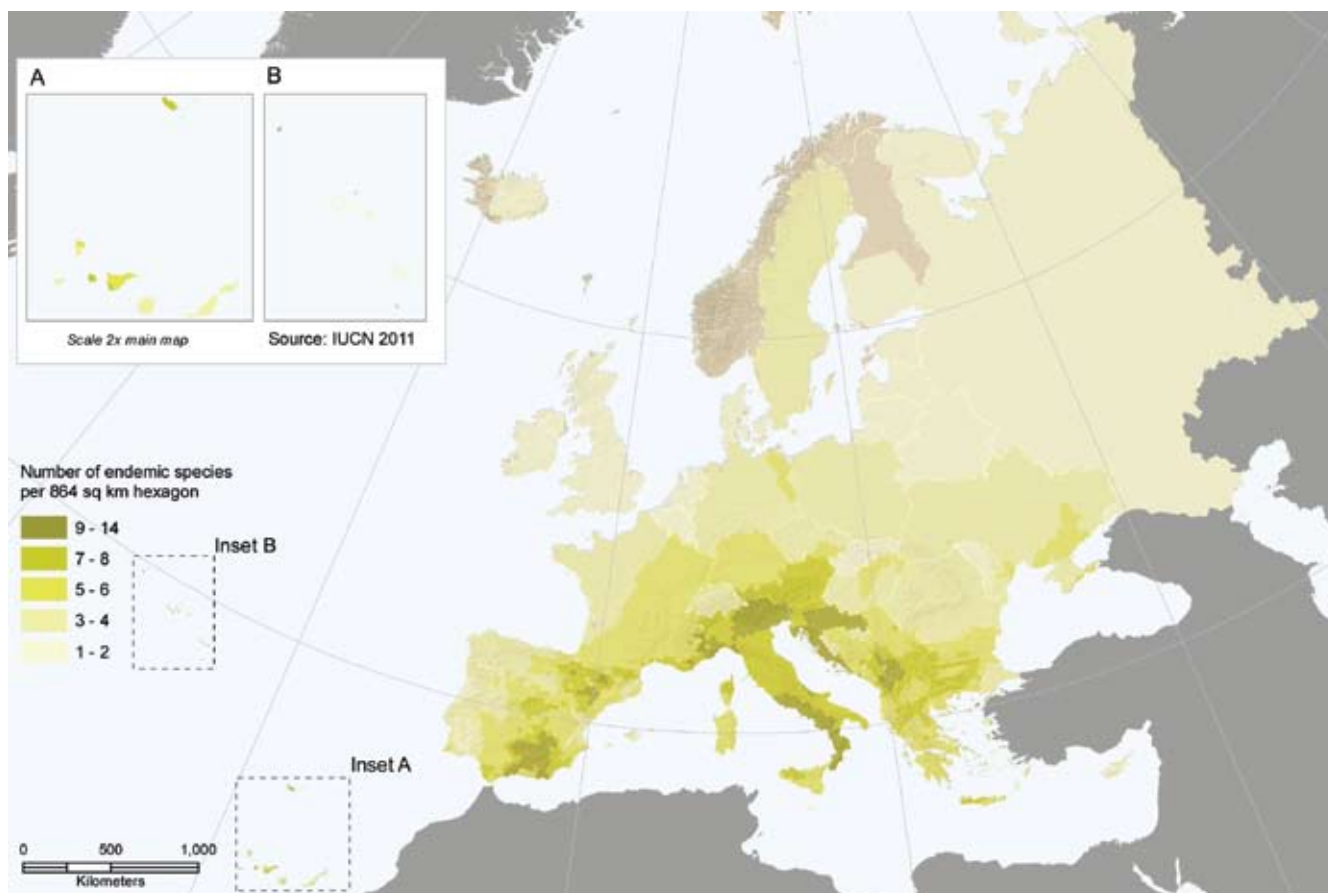 A
B
Scale 2x main map
Source: IUCN 2011
Number of endemic species
per 864 sq km hexagon
9 - 14
7 - 8
5 - 6
3 - 4
1 - 2
Inset B
Inset A
0 500 1,000
Kilometers